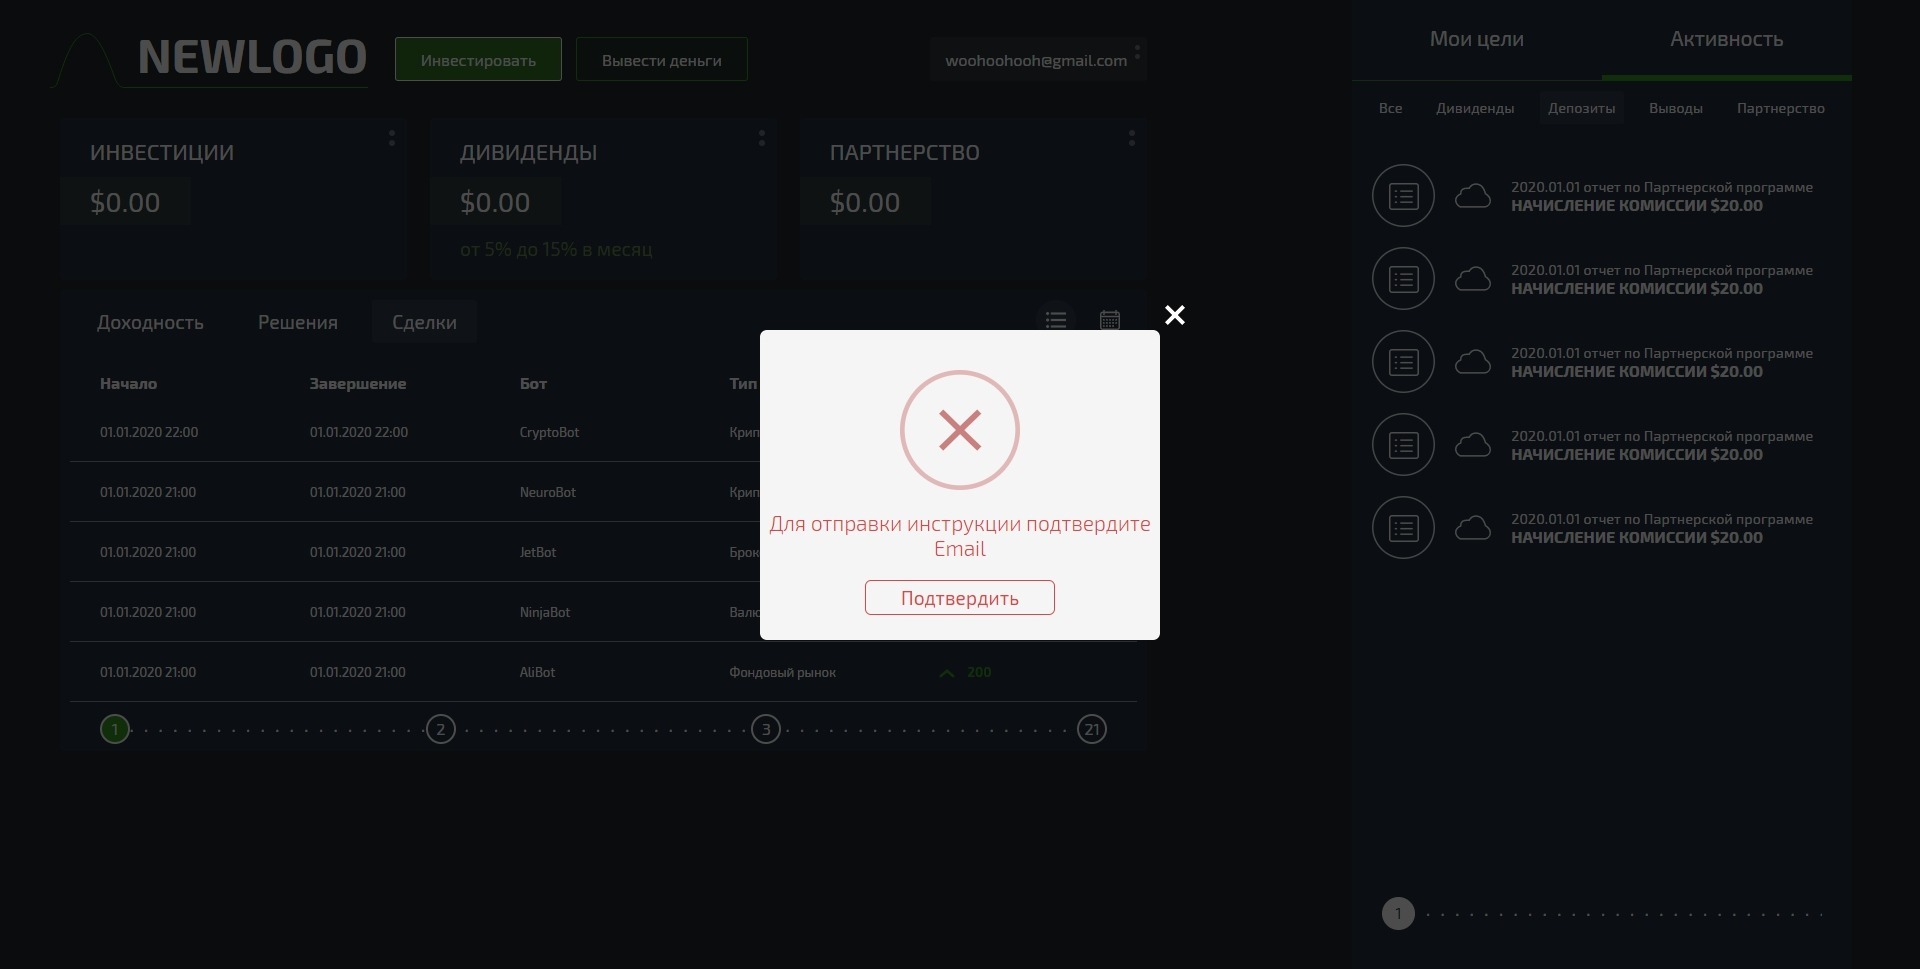 NEWLOGO
Инвестировать
Вывести деньги
woohoohooh@gmail.com
ИНВЕСТИЦИИ
$0.00
ДИВИДЕНДЫ
$0.00
от 5% до 15% в месяц
ПАРТНЕРСТВО
$0.00
Доходность Решения Сделки
Начало Завершение Бот Тип
01.01.2020 22:00 01.01.2020 22:00 CryptoBot Крип
01.01.2020 21:00 01.01.2020 21:00 NeuroBot Крип
01.01.2020 21:00 01.01.2020 21:00 JetBot Брок
01.01.2020 21:00 01.01.2020 21:00 NinjaBot Валю
01.01.2020 21:00 01.01.2020 21:00 AliBot Фондовый рынок 200
1 2 3 21
Для отправки инструкции подтвердите
Email
Подтвердить
Мои цели Активность
Все Дивиденды Депозиты Выводы Партнерство
2020.01.01 отчет по Партнерской программе
НАЧИСЛЕНИЕ КОМИССИИ $20.00
2020.01.01 отчет по Партнерской программе
НАЧИСЛЕНИЕ КОМИССИИ $20.00
2020.01.01 отчет по Партнерской программе
НАЧИСЛЕНИЕ КОМИССИИ $20.00
2020.01.01 отчет по Партнерской программе
НАЧИСЛЕНИЕ КОМИССИИ $20.00
2020.01.01 отчет по Партнерской программе
НАЧИСЛЕНИЕ КОМИССИИ $20.00
1